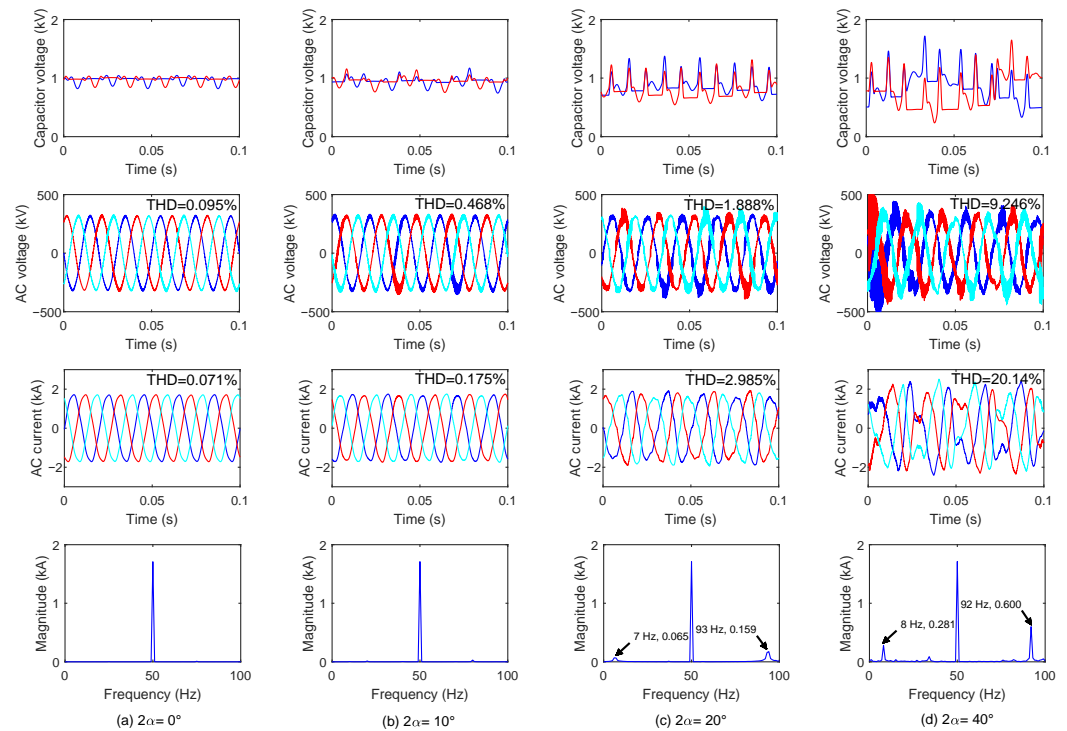 Capacitor voltage (kV)
2
1
0
0
0.05
0.1
Time (s)
Capacitor voltage (kV)
2
1
0
0
0.05
0.1
Time (s)
Capacitor voltage (kV)
2
1
0
0
0.05
0.1
Time (s)
Capacitor voltage (kV)
2
1
0
0
0.05
0.1
Time (s)
AC voltage (kV)
500
0
−500
THD=0.095%
0
0.05
0.1
Time (s)
AC voltage (kV)
500
0
−500
THD=0.468%
0
0.05
0.1
Time (s)
AC voltage (kV)
500
0
−500
THD=1.888%
0
0.05
0.1
Time (s)
AC voltage (kV)
500
0
−500
THD=9.246%
0
0.05
0.1
Time (s)
AC current (kA)
2
0
−2
THD=0.071%
0
0.05
0.1
Time (s)
AC current (kA)
2
0
−2
THD=0.175%
0
0.05
0.1
Time (s)
AC current (kA)
2
0
−2
THD=2.985%
0
0.05
0.1
Time (s)
AC current (kA)
2
0
−2
THD=20.14%
0
0.05
0.1
Time (s)
Magnitude (kA)
2
1
0
0
50
100
Frequency (Hz)
(a) 2α= 0°
Magnitude (kA)
2
1
0
0
50
100
Frequency (Hz)
(b) 2α= 10°
Magnitude (kA)
2
1
0
7 Hz, 0.065
93 Hz, 0.159
0
50
100
Frequency (Hz)
(c) 2α= 20°
Magnitude (kA)
2
1
0
92 Hz, 0.600
8 Hz, 0.281
0
50
100
Frequency (Hz)
(d) 2α= 40°